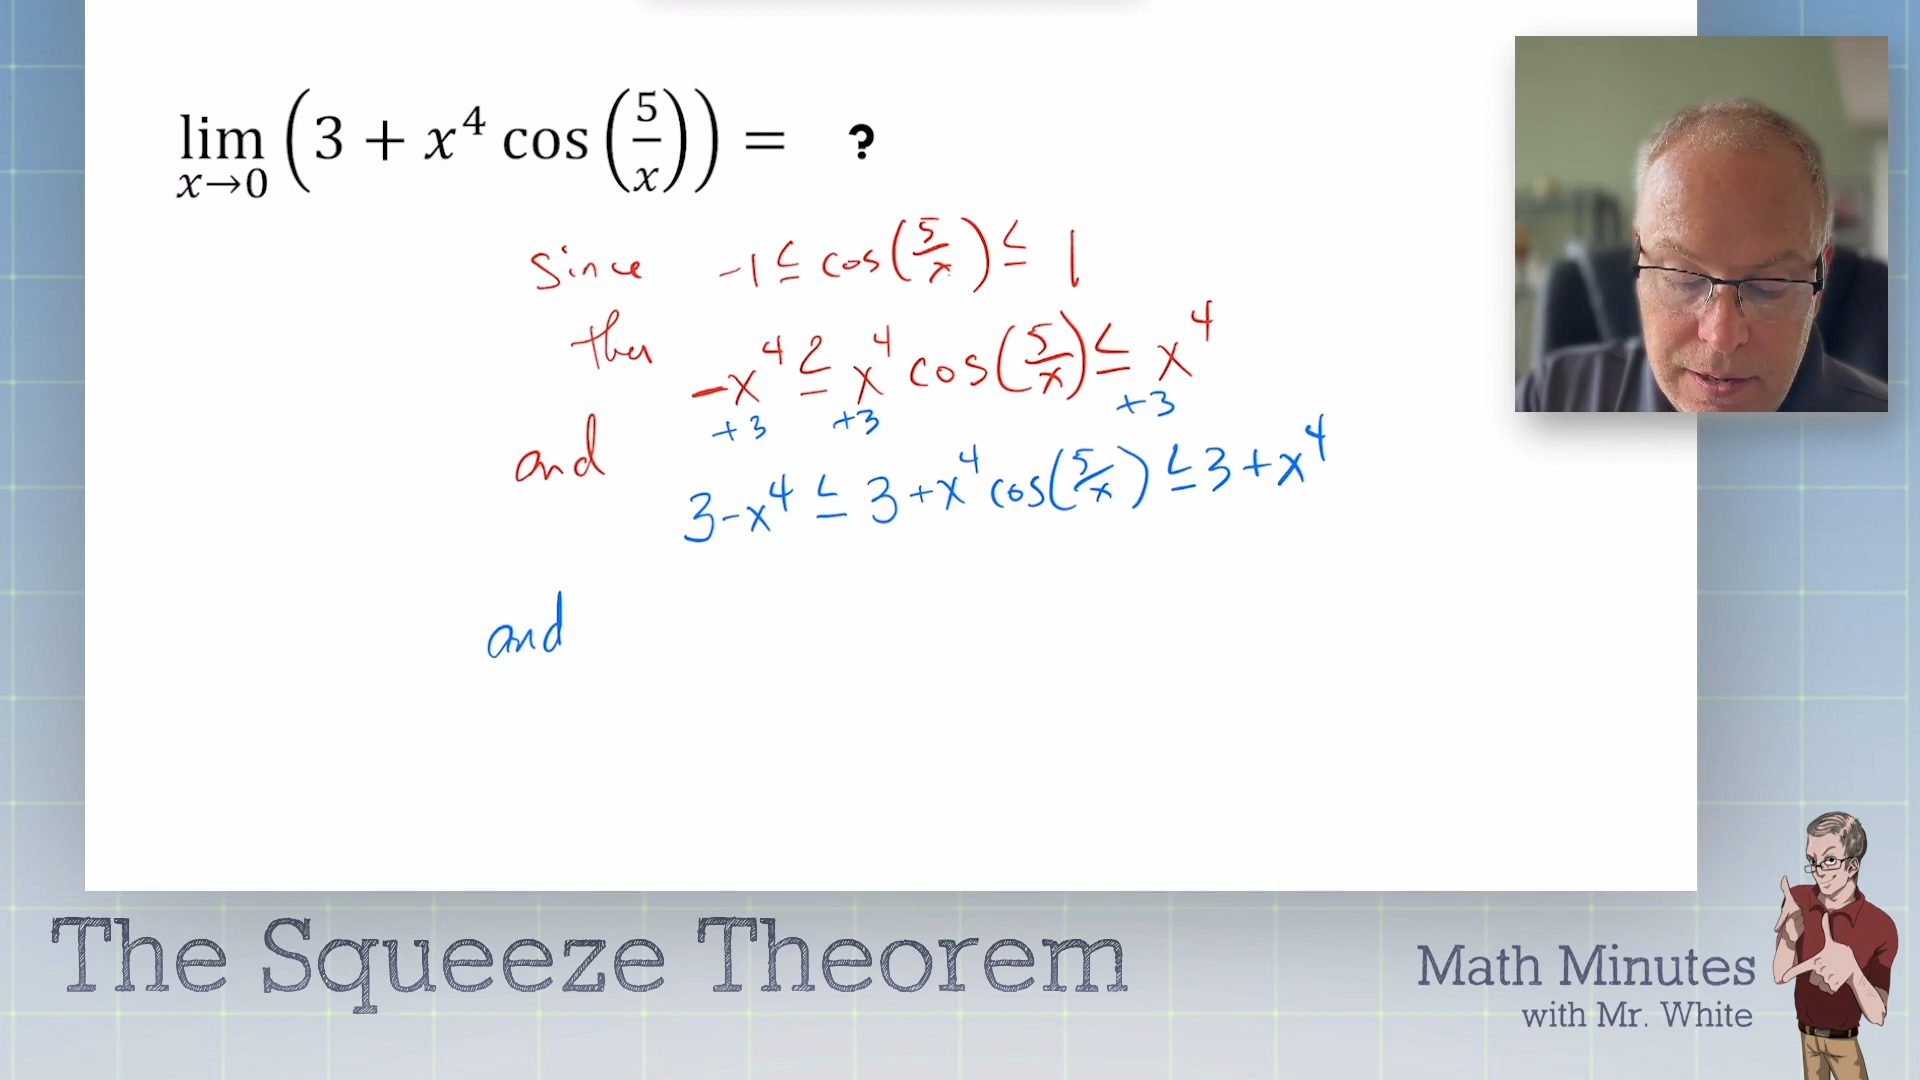 lim x→0 (3 + x⁴ cos(5/x)) = ?
since -1 ≤ cos(5/x) ≤ 1
then -x⁴ ≤ x⁴ cos(5/x) ≤ x⁴
+3 +3 +3
and 3-x⁴ ≤ 3+x⁴ cos(5/x) ≤ 3+x⁴
and
The Squeeze Theorem
Math Minutes
with Mr. White